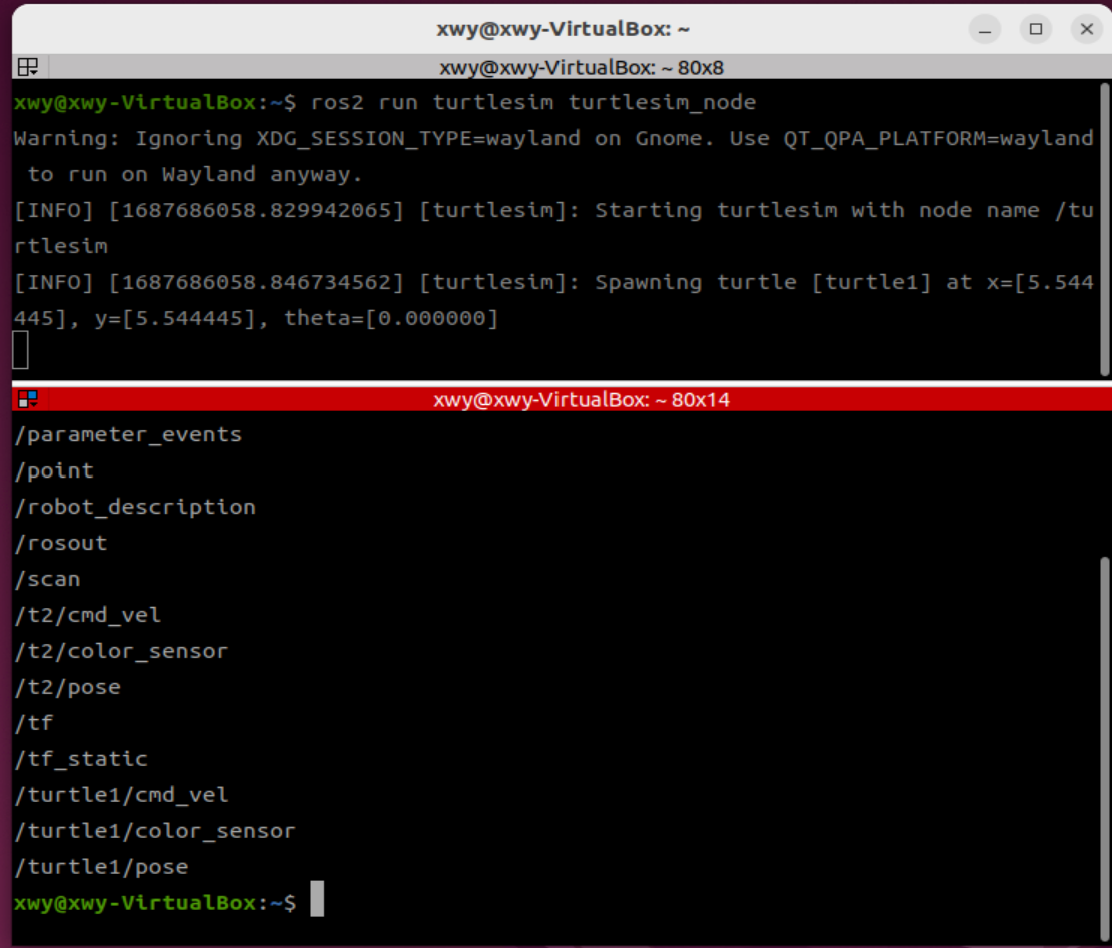 xwy@xwy-VirtualBox: ~
xwy@xwy-VirtualBox: ~ 80x8
xwy@xwy-VirtualBox:~$ ros2 run turtlesim turtlesim_node
Warning: Ignoring XDG_SESSION_TYPE=wayland on Gnome. Use QT_QPA_PLATFORM=wayland
 to run on Wayland anyway.
[INFO] [1687686058.829942065] [turtlesim]: Starting turtlesim with node name /tu
rtlesim
[INFO] [1687686058.846734562] [turtlesim]: Spawning turtle [turtle1] at x=[5.544
445], y=[5.544445], theta=[0.000000]
xwy@xwy-VirtualBox: ~ 80x14
/parameter_events
/point
/robot_description
/rosout
/scan
/t2/cmd_vel
/t2/color_sensor
/t2/pose
/tf
/tf_static
/turtle1/cmd_vel
/turtle1/color_sensor
/turtle1/pose
xwy@xwy-VirtualBox:~$